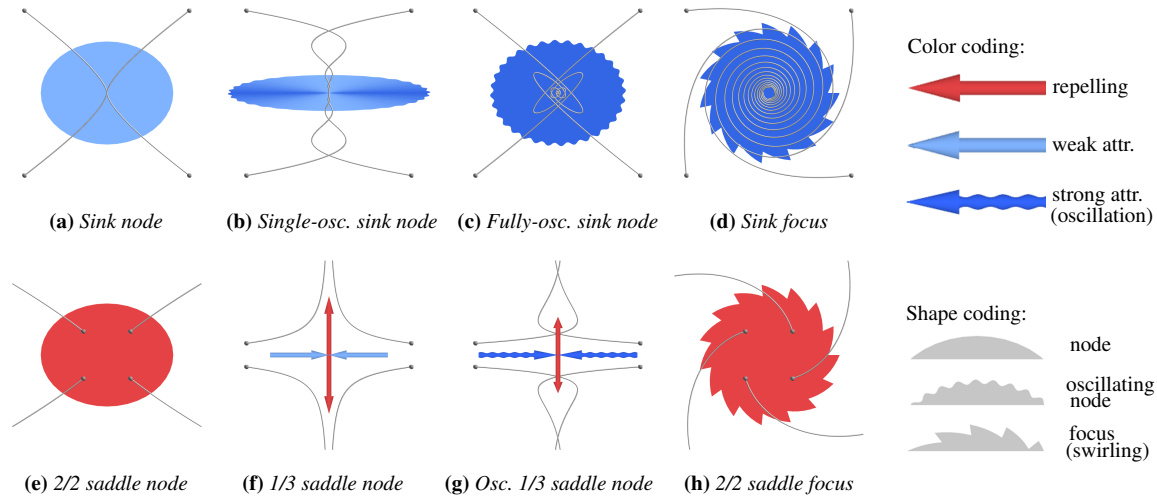 (a) Sink node
(b) Single-osc. sink node
(c) Fully-osc. sink node
(d) Sink focus
Color coding:
repelling
weak attr.
strong attr.
(oscillation)
(e) 2/2 saddle node
(f) 1/3 saddle node
(g) Osc. 1/3 saddle node
(h) 2/2 saddle focus
Shape coding:
node
oscillating
node
focus
(swirling)